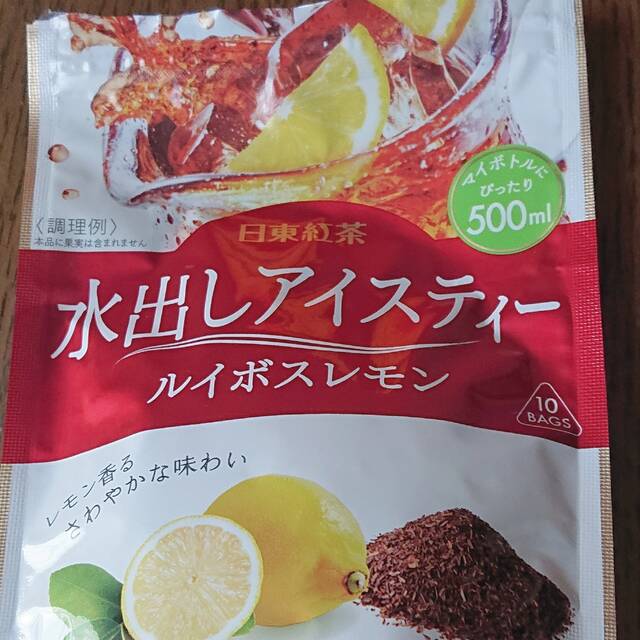 マイボトルに
ぴったり
500ml
〈調理例〉
本品に果実は含まれません
日東紅茶
水出しアイスティー
ルイボスレモン
10
BAGS
レモン香る
さわやかな味わい